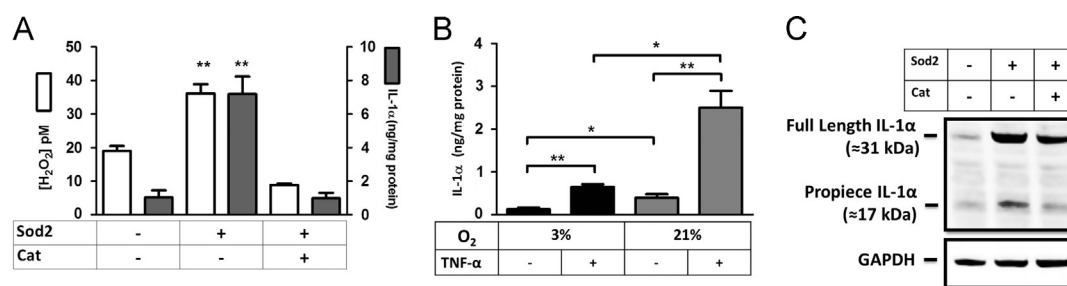 A
50
40
30
20
10
0
[H₂O₂] pM
** **
10
8
6
4
2
0
IL-1α(ng/mg protein)
Sod2 - + +
Cat - - +
B
4
3
2
1
0
IL-1α (ng/mg protein)
*
**
*
**
O₂ 3% 21%
TNF-α - + - +
C
Sod2 - + +
Cat - - +
Full Length IL-1α
(≈31 kDa)
Propiece IL-1α
(≈17 kDa)
GAPDH